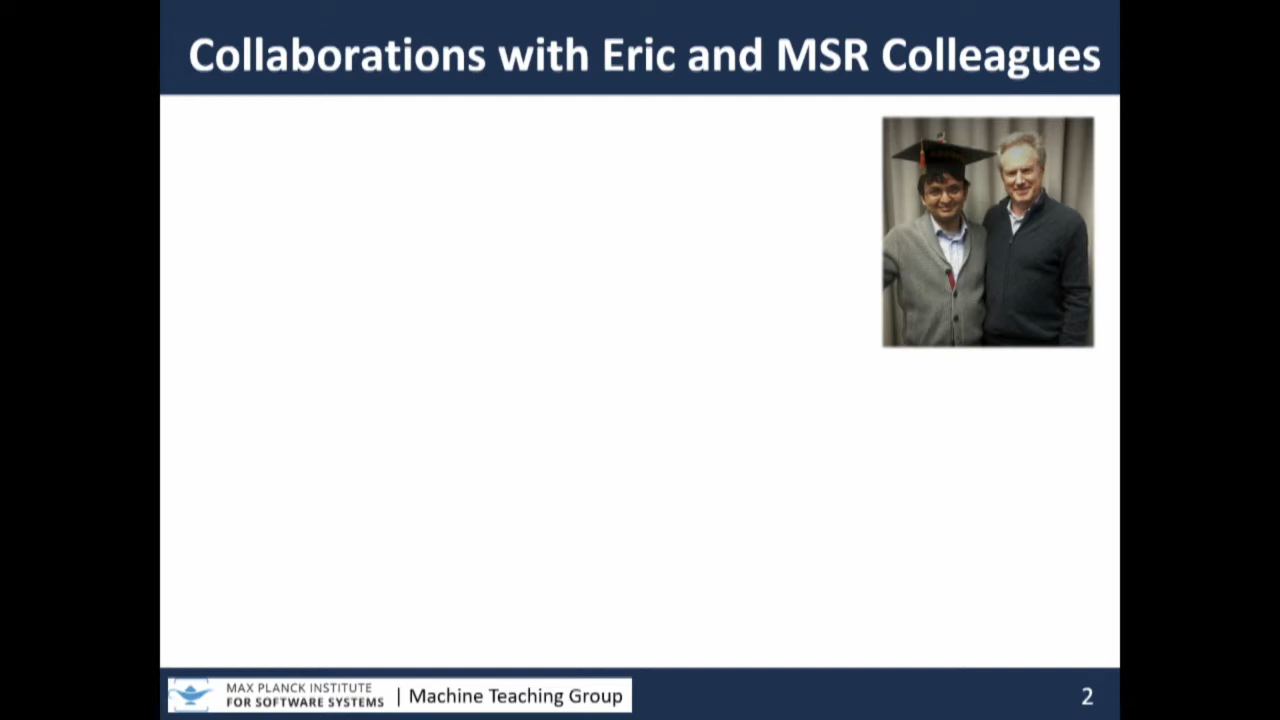 Collaborations with Eric and MSR Colleagues
MAX PLANCK INSTITUTE
FOR SOFTWARE SYSTEMS
| Machine Teaching Group
2